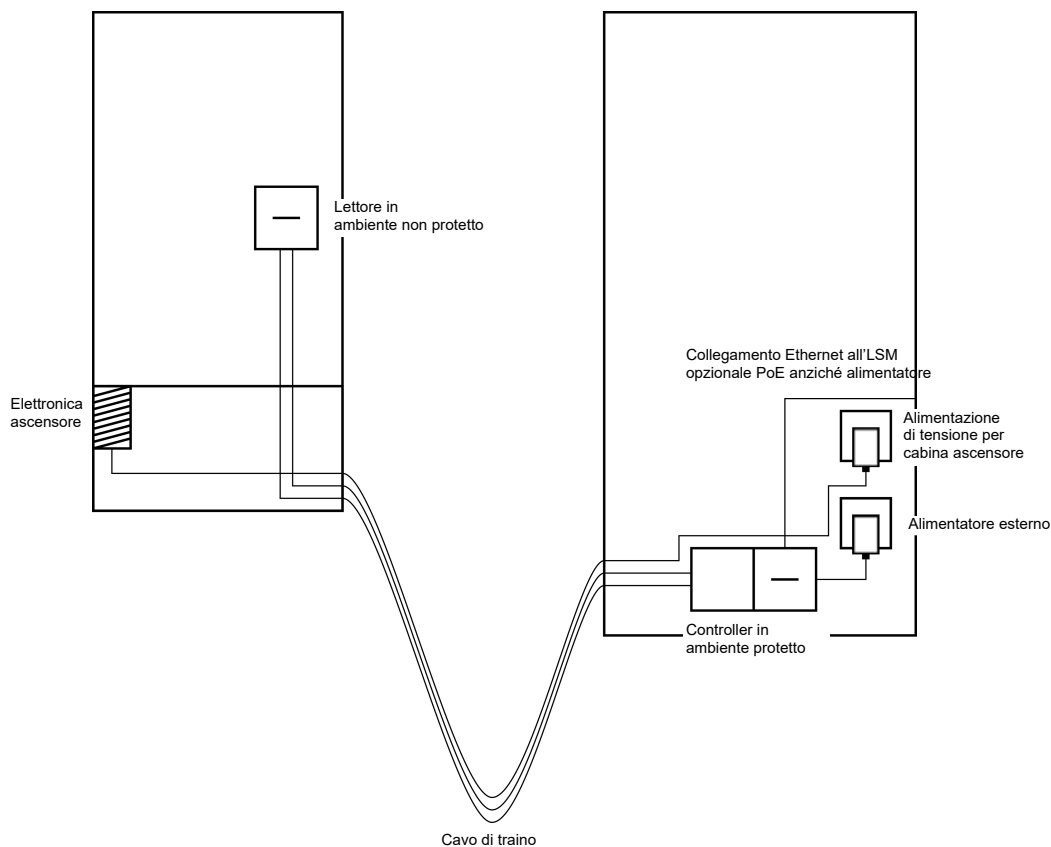 Lettore in
ambiente non protetto
Collegamento Ethernet all'LSM
opzionale PoE anziché alimentatore
Elettronica
ascensore
Alimentazione
di tensione per
cabina ascensore
Alimentatore esterno
Controller in
ambiente protetto
Cavo di traino